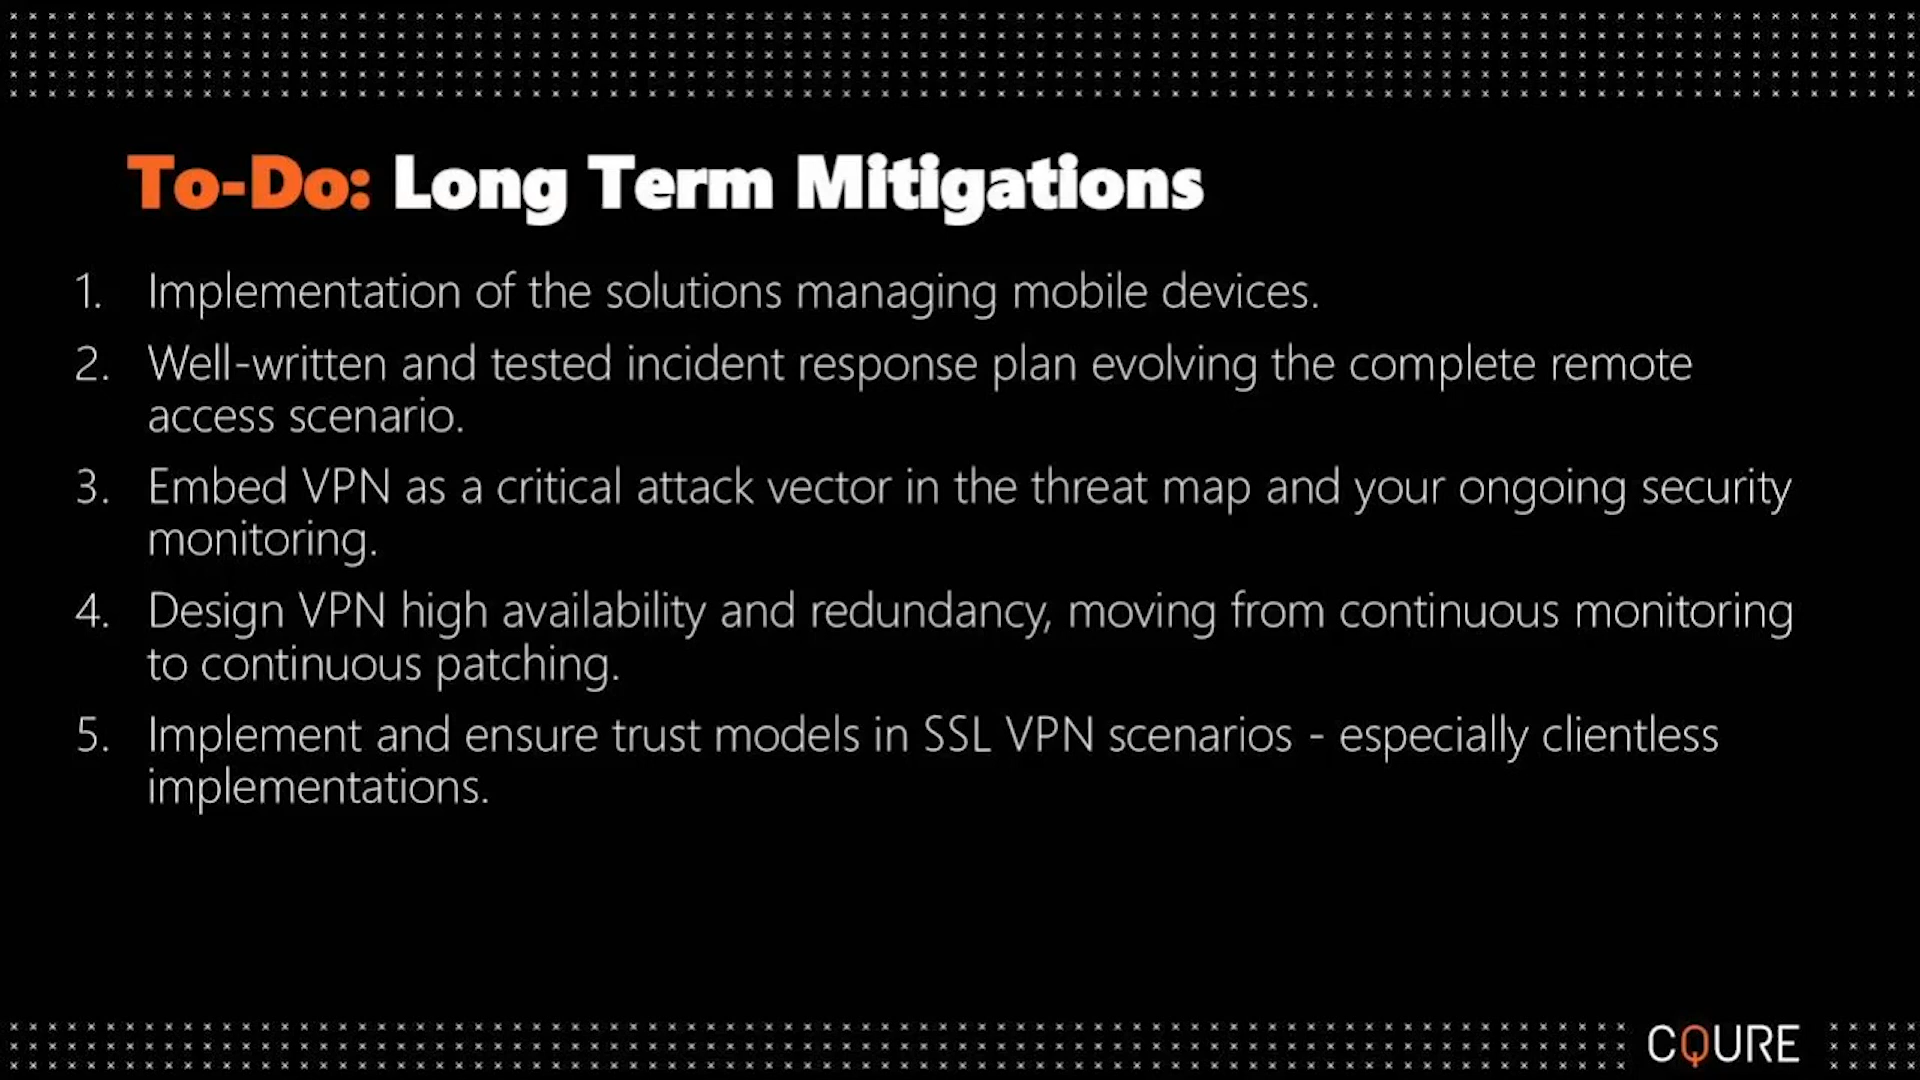 To-Do: Long Term Mitigations
1. Implementation of the solutions managing mobile devices.
2. Well-written and tested incident response plan evolving the complete remote
access scenario.
3. Embed VPN as a critical attack vector in the threat map and your ongoing security
monitoring.
4. Design VPN high availability and redundancy, moving from continuous monitoring
to continuous patching.
5. Implement and ensure trust models in SSL VPN scenarios - especially clientless
implementations.
CQURE